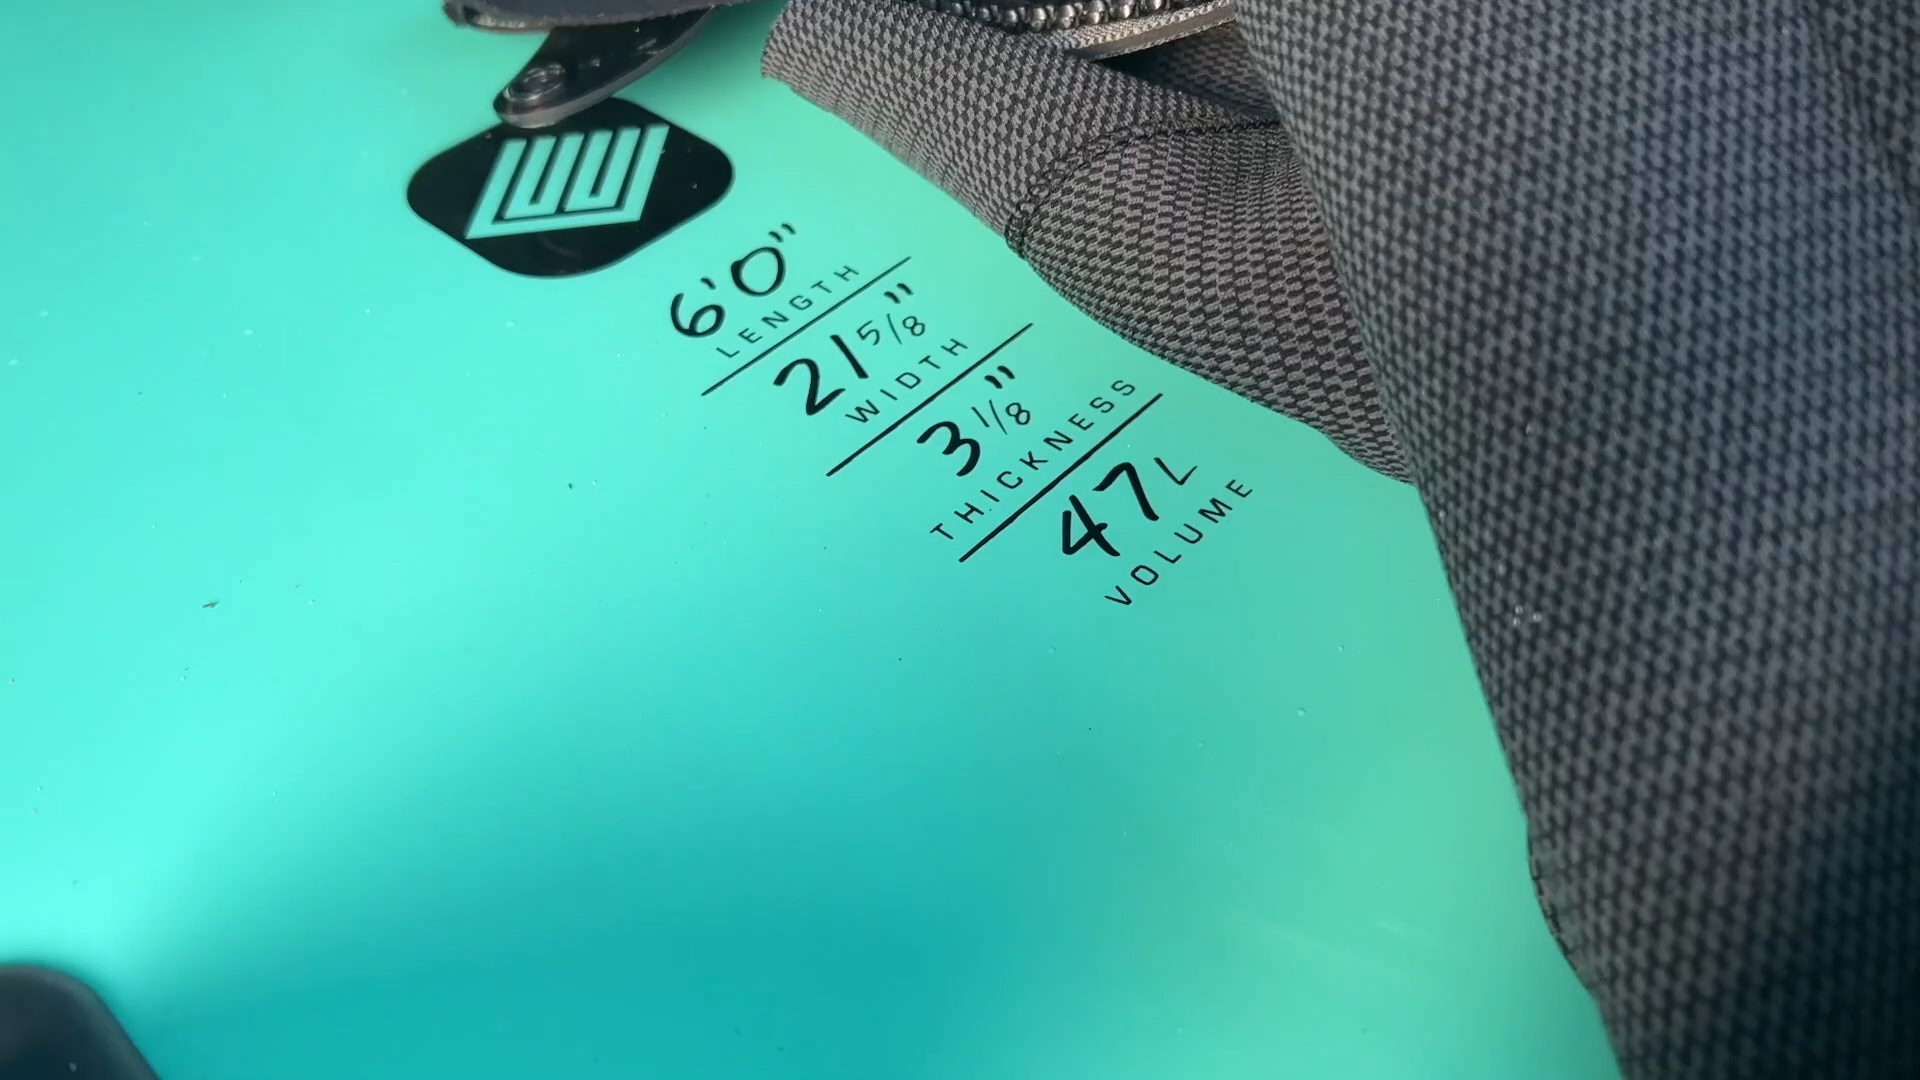 6'0"
LENGTH
21 5/8"
WIDTH
3 1/8"
THICKNESS
47L
VOLUME